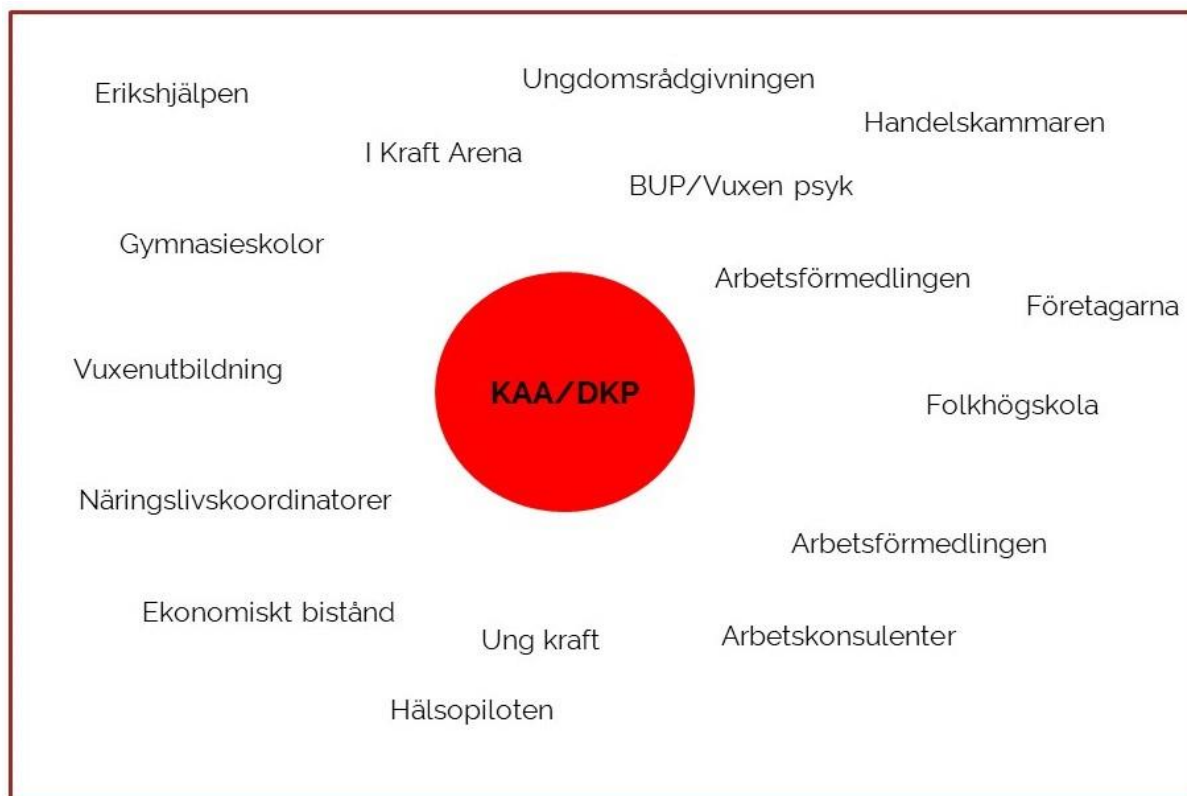 Ungdomsrådgivningen
Erikshjälpen
Handelskammaren
I Kraft Arena
BUP/Vuxen psyk
Gymnasieskolor
Arbetsförmedlingen
Företagarna
Vuxenutbildning
KAA/DKP
Folkhögskola
Näringslivskoordinatorer
Arbetsförmedlingen
Ekonomiskt bistånd
Ung kraft
Arbetskonsulenter
Hälsopiloten